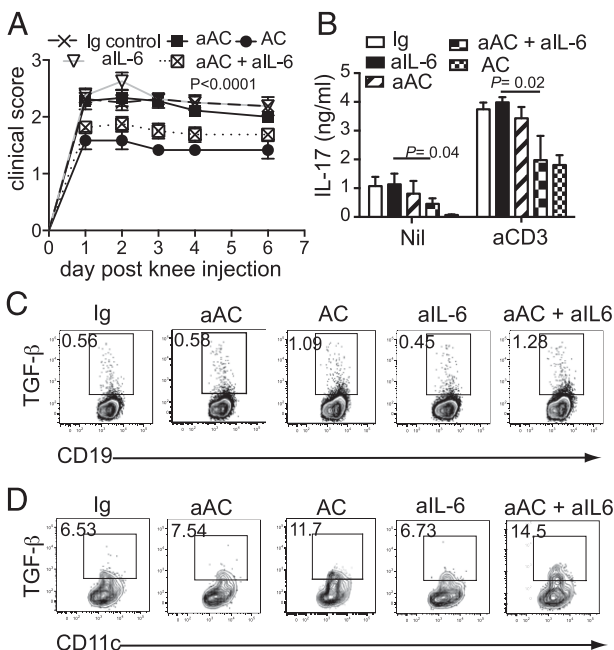 A
Ig control aAC AC
aIL-6 aAC + aIL-6
P<0.0001
clinical score
3
2
1
0
0 1 2 3 4 5 6 7
day post knee injection
B
Ig aAC + aIL-6
aIL-6 AC
aAC
P= 0.02
P= 0.04
IL-17 (ng/ml)
5
4
3
2
1
0
Nil aCD3
C
Ig aAC AC aIL-6 aAC + aIL6
0.56 0.58 1.09 0.45 1.28
TGF-β
CD19
D
Ig aAC AC aIL-6 aAC + aIL6
6.53 7.54 11.7 6.73 14.5
TGF-β
CD11c